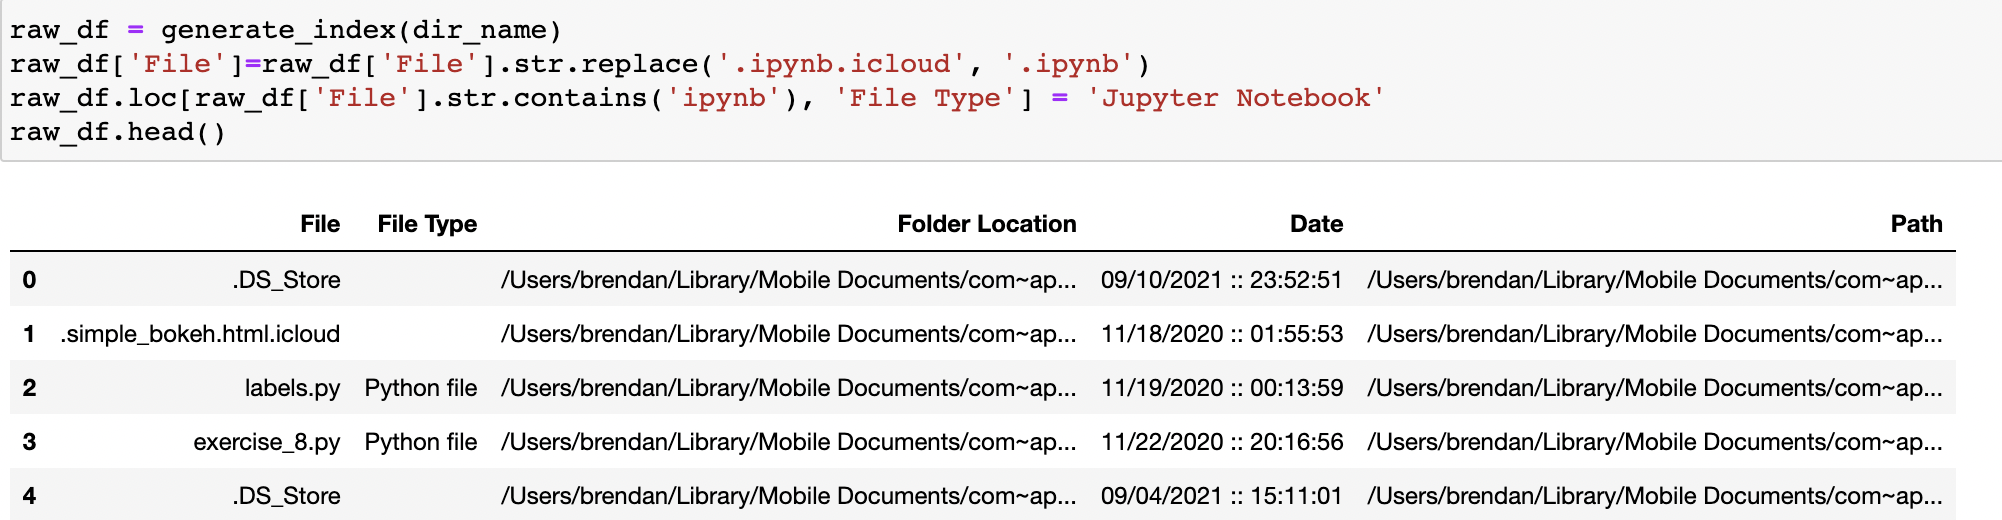 raw_df = generate_index(dir_name)
raw_df['File']=raw_df['File'].str.replace('.ipynb.icloud', '.ipynb')
raw_df.loc[raw_df['File'].str.contains('ipynb'), 'File Type'] = 'Jupyter Notebook'
raw_df.head()
File File Type Folder Location Date Path
0 .DS_Store /Users/brendan/Library/Mobile Documents/com~ap... 09/10/2021 :: 23:52:51 /Users/brendan/Library/Mobile Documents/com~ap...
1 .simple_bokeh.html.icloud /Users/brendan/Library/Mobile Documents/com~ap... 11/18/2020 :: 01:55:53 /Users/brendan/Library/Mobile Documents/com~ap...
2 labels.py Python file /Users/brendan/Library/Mobile Documents/com~ap... 11/19/2020 :: 00:13:59 /Users/brendan/Library/Mobile Documents/com~ap...
3 exercise_8.py Python file /Users/brendan/Library/Mobile Documents/com~ap... 11/22/2020 :: 20:16:56 /Users/brendan/Library/Mobile Documents/com~ap...
4 .DS_Store /Users/brendan/Library/Mobile Documents/com~ap... 09/04/2021 :: 15:11:01 /Users/brendan/Library/Mobile Documents/com~ap...